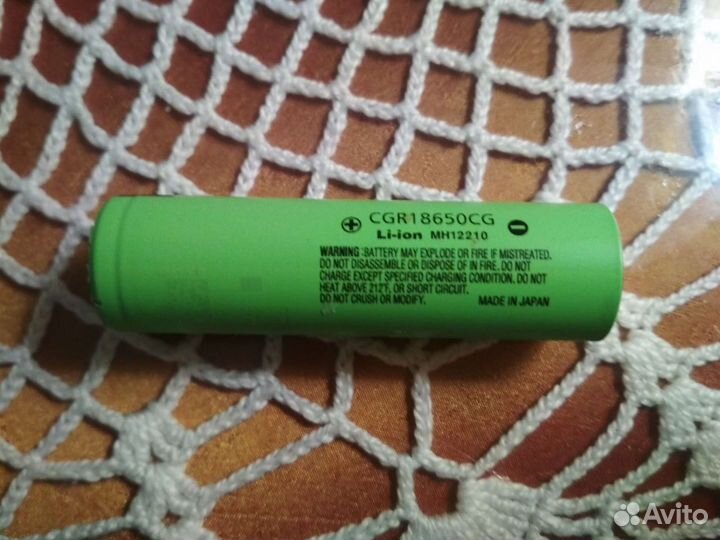 ⊕ CGR18650CG ⊖
Li-ion MH12210
WARNING :BATTERY MAY EXPLODE OR FIRE IF MISTREATED.
DO NOT DISASSEMBLE OR DISPOSE OF IN FIRE. DO NOT
CHARGE EXCEPT SPECIFIED CHARGING CONDITION. DO NOT
HEAT ABOVE 212°F, OR SHORT CIRCUIT.
DO NOT CRUSH OR MODIFY. MADE IN JAPAN
Avito